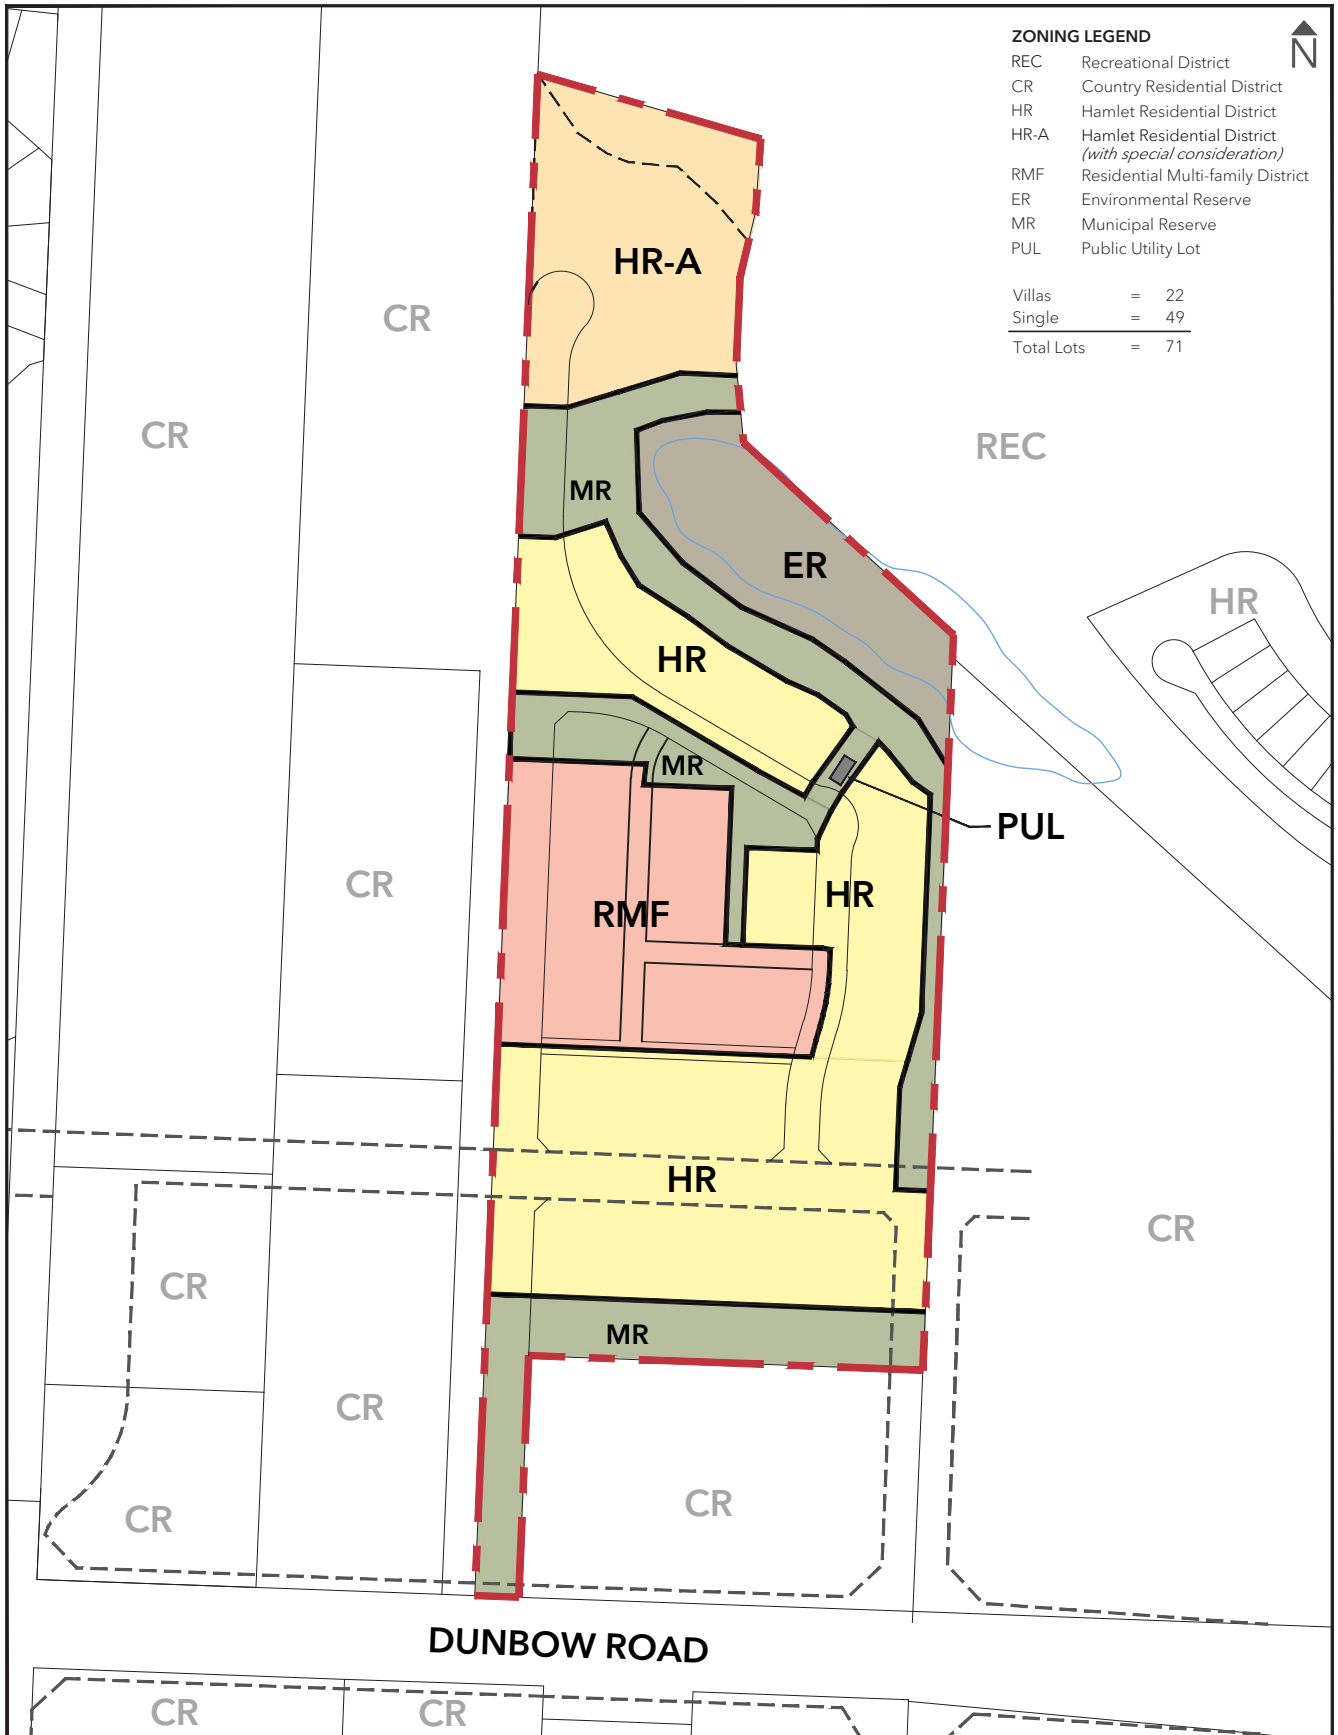 ZONING LEGEND
N
REC Recreational District
CR Country Residential District
HR Hamlet Residential District
HR-A Hamlet Residential District
(with special consideration)
RMF Residential Multi-family District
ER Environmental Reserve
MR Municipal Reserve
PUL Public Utility Lot
Villas = 22
Single = 49
Total Lots = 71
HR-A
CR
CR
REC
MR
ER
HR
HR
MR
PUL
CR
HR
RMF
HR
CR
CR
MR
CR
CR
CR
DUNBOW ROAD
CR
CR